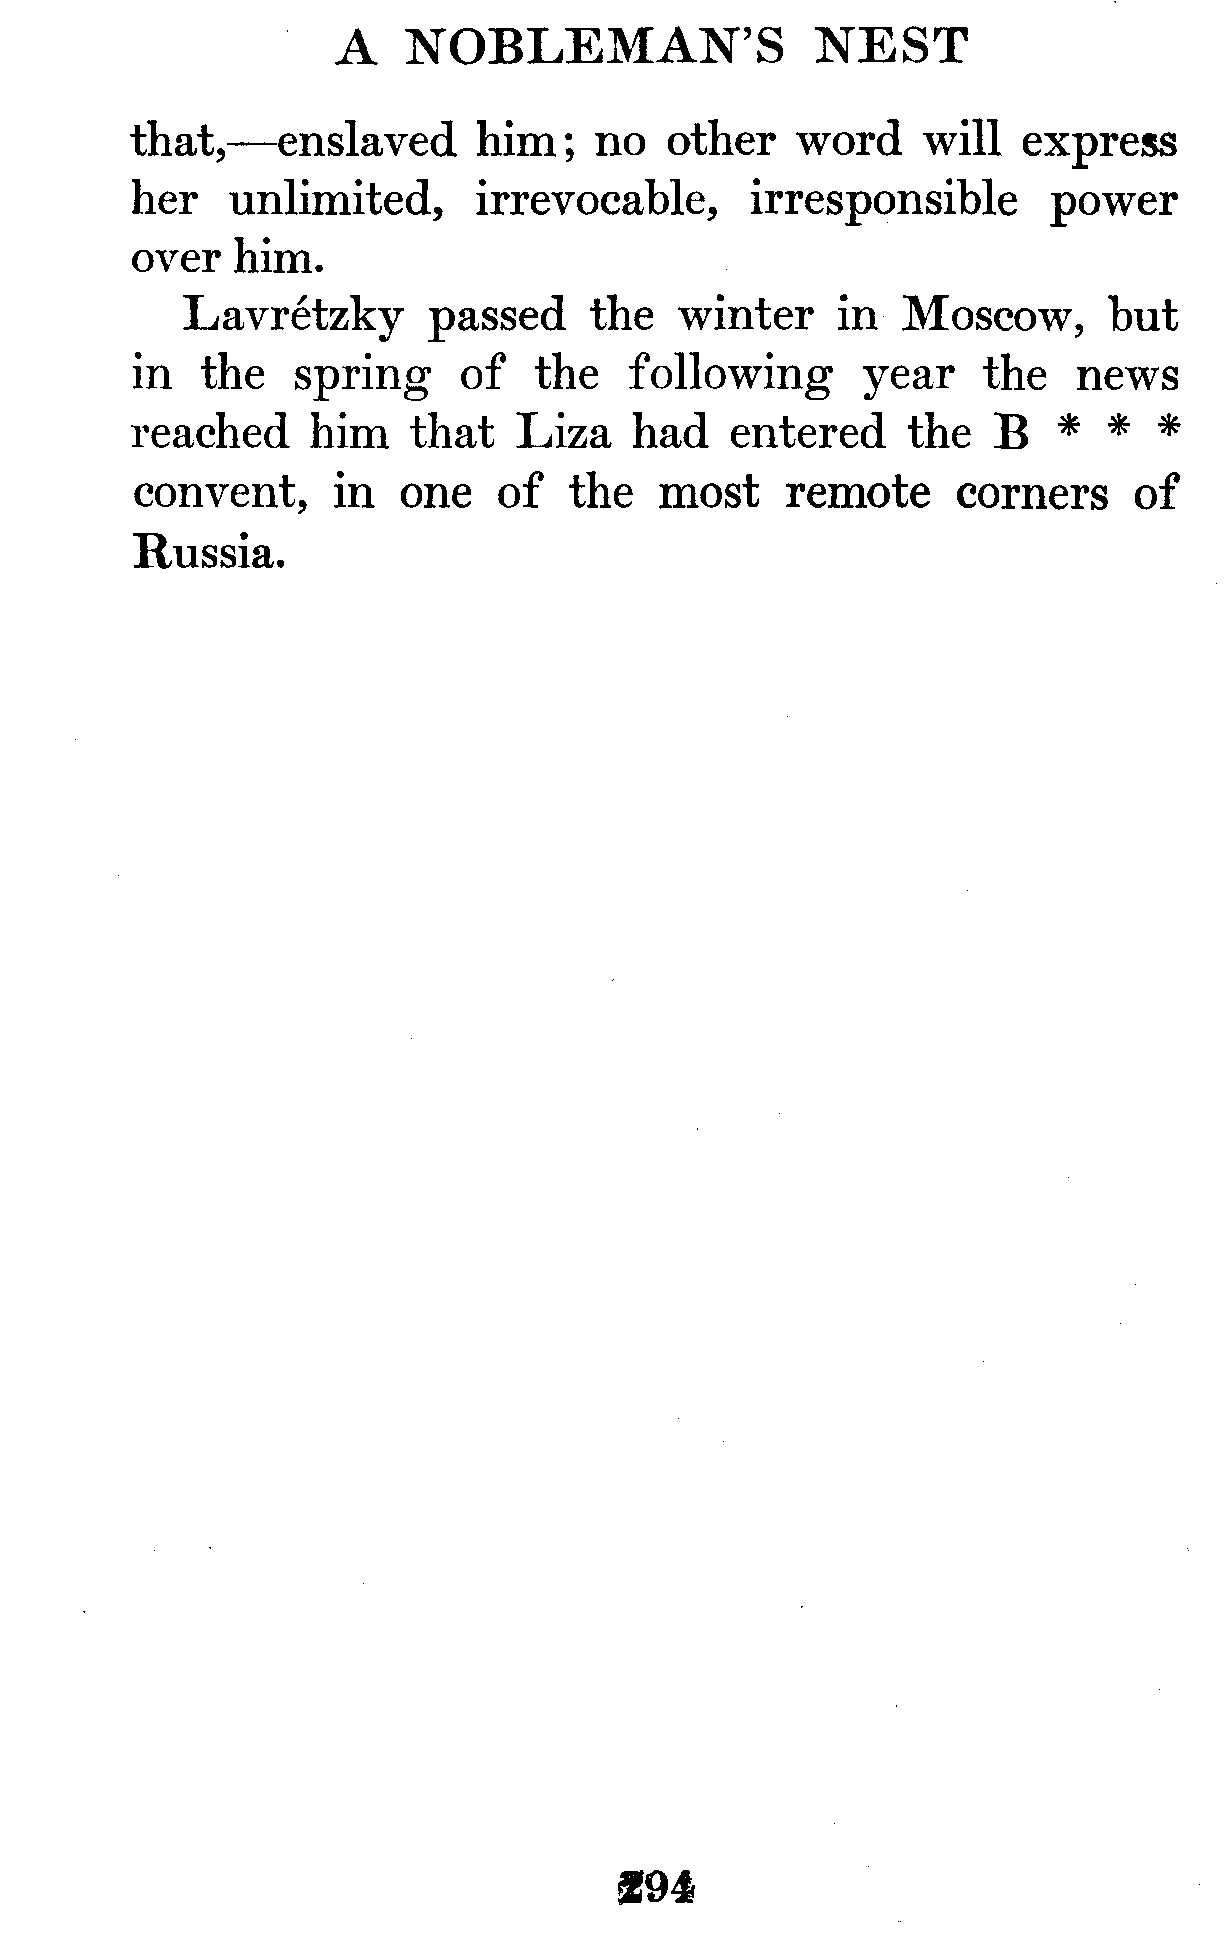 A NOBLEMAN'S NEST
that,—enslaved him; no other word will express
her unlimited, irrevocable, irresponsible power
over him.
Lavrétzky passed the winter in Moscow, but
in the spring of the following year the news
reached him that Liza had entered the B * * *
convent, in one of the most remote corners of
Russia.
294